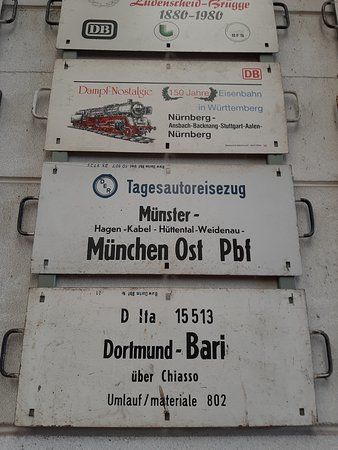 Lüdenscheid-Brügge
1880-1980
DB
Dampf-Nostalgie
150 Jahre Eisenbahn
in Württemberg
DB
Nürnberg-
Ansbach-Backnang-Stuttgart-Aalen-
Nürnberg
DER
Tagesautoreisezug
Münster-
Hagen-Kabel-Hüttental-Weidenau-
München Ost Pbf
D Ita 15513
Dortmund-Bari
über Chiasso
Umlauf/materiale 802